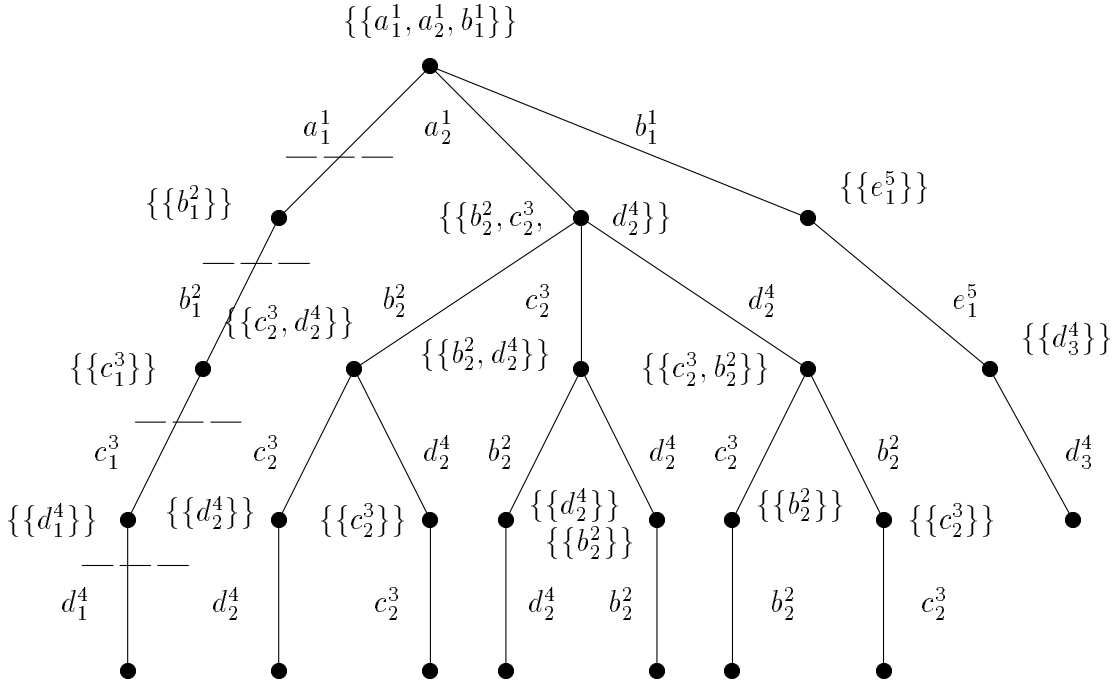 {{a_1^1, a_2^1, b_1^1}}
a_1^1 a_2^1 b_1^1
{{b_1^2}} {{b_2^2, c_2^3, d_2^4}} {{e_1^5}}
b_1^2 b_2^2 c_2^3 d_2^4 e_1^5
{{c_1^3}} {{c_2^3, d_2^4}} {{b_2^2, d_2^4}} {{c_2^3, b_2^2}} {{d_3^4}}
c_1^3 c_2^3 d_2^4 b_2^2 d_2^4 c_2^3 b_2^2 d_3^4
{{d_1^4}} {{d_2^4}} {{c_2^3}} {{d_2^4}} {{b_2^2}} {{b_2^2}} {{c_2^3}}
d_1^4 d_2^4 c_2^3 d_2^4 b_2^2 b_2^2 c_2^3